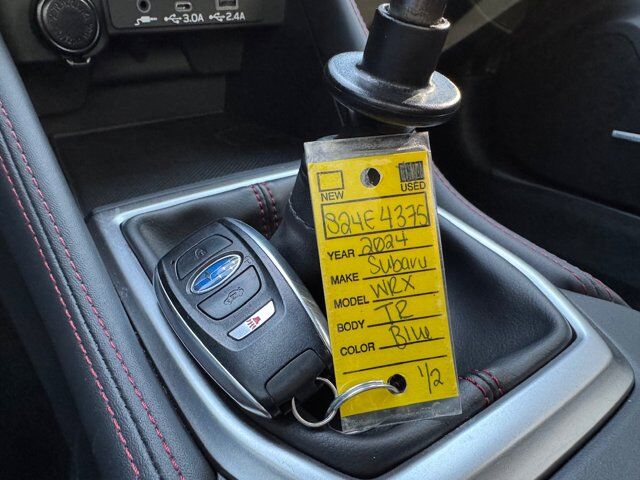 3.0A 2.4A
NEW USED
824E4375
YEAR 2024
MAKE Subaru
MODEL WRX
BODY TR
COLOR Blue
1/2